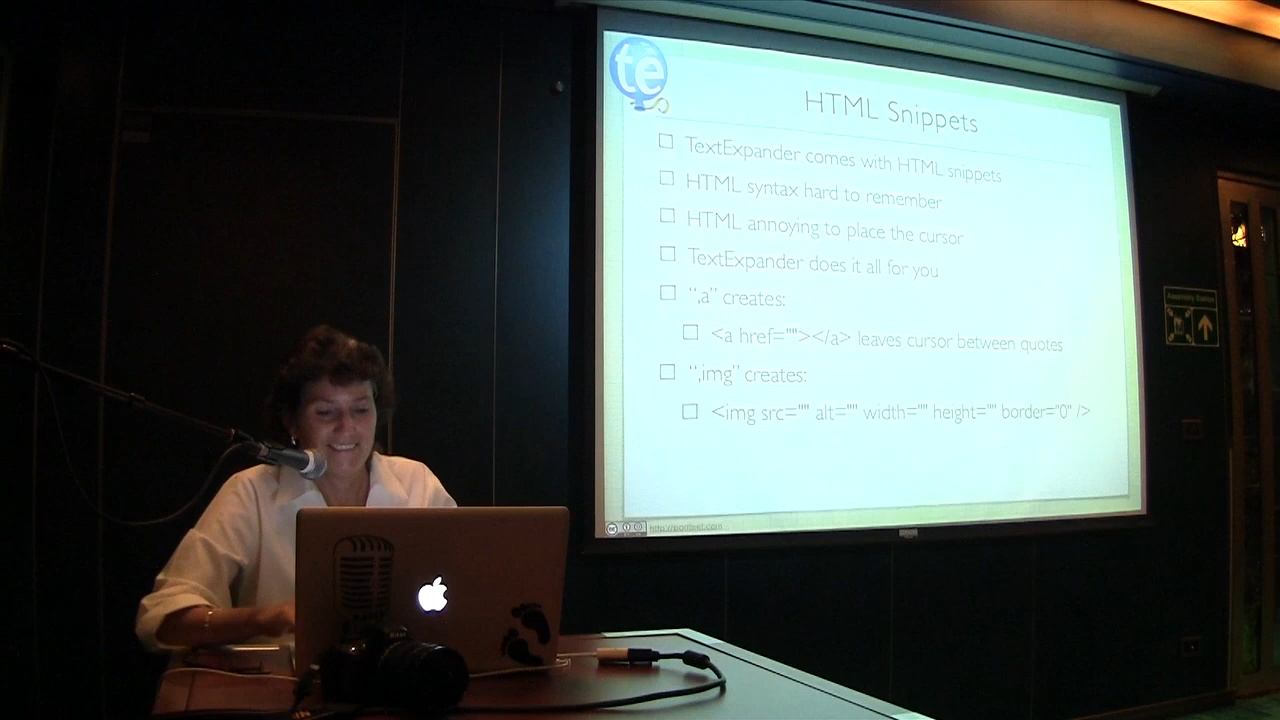 te
HTML Snippets
TextExpander comes with HTML snippets
HTML syntax hard to remember
HTML annoying to place the cursor
TextExpander does it all for you
“,a” creates:
<a href=""></a> leaves cursor between quotes
“,img” creates:
<img src="" alt="" width="" height="" border="0" />
Assembly Station